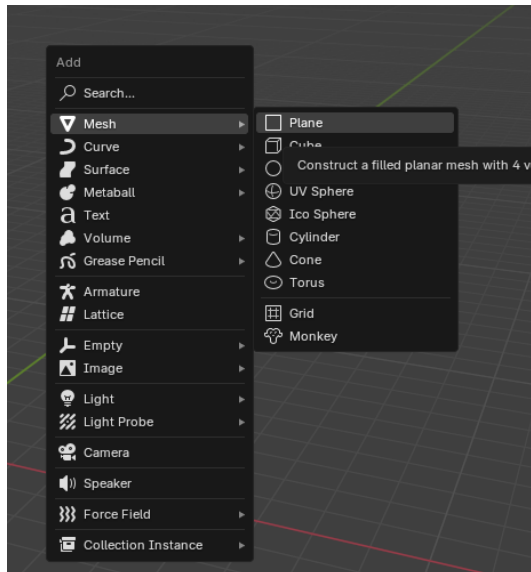 Add
Search...
Mesh
Curve
Surface
Metaball
Text
Volume
Grease Pencil
Armature
Lattice
Empty
Image
Light
Light Probe
Camera
Speaker
Force Field
Collection Instance
Plane
Cube
Construct a filled planar mesh with 4 v
UV Sphere
Ico Sphere
Cylinder
Cone
Torus
Grid
Monkey